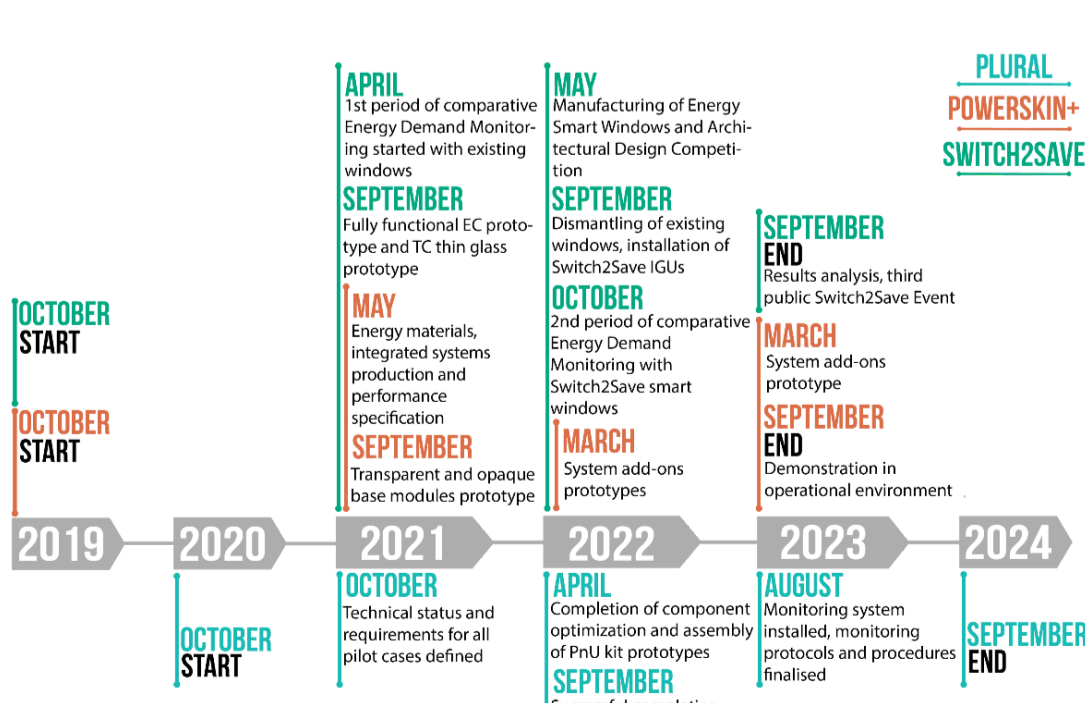 PLURAL
POWERSKIN+
SWITCH2SAVE
OCTOBER
START
OCTOBER
START
APRIL
1st period of comparative
Energy Demand Monitor-
ing started with existing
windows
SEPTEMBER
Fully functional EC proto-
type and TC thin glass
prototype
MAY
Energy materials,
integrated systems
production and
performance
specification
SEPTEMBER
Transparent and opaque
base modules prototype
MAY
Manufacturing of Energy
Smart Windows and Archi-
tectural Design Competi-
tion
SEPTEMBER
Dismantling of existing
windows, installation of
Switch2Save IGUs
OCTOBER
2nd period of comparative
Energy Demand
Monitoring with
Switch2Save smart
windows
MARCH
System add-ons
prototypes
SEPTEMBER
END
Results analysis, third
public Switch2Save Event
MARCH
System add-ons
prototype
SEPTEMBER
END
Demonstration in
operational environment
2019
2020
2021
2022
2023
2024
OCTOBER
START
OCTOBER
Technical status and
requirements for all
pilot cases defined
APRIL
Completion of component
optimization and assembly
of PnU kit prototypes
SEPTEMBER
AUGUST
Monitoring system
installed, monitoring
protocols and procedures
finalised
SEPTEMBER
END